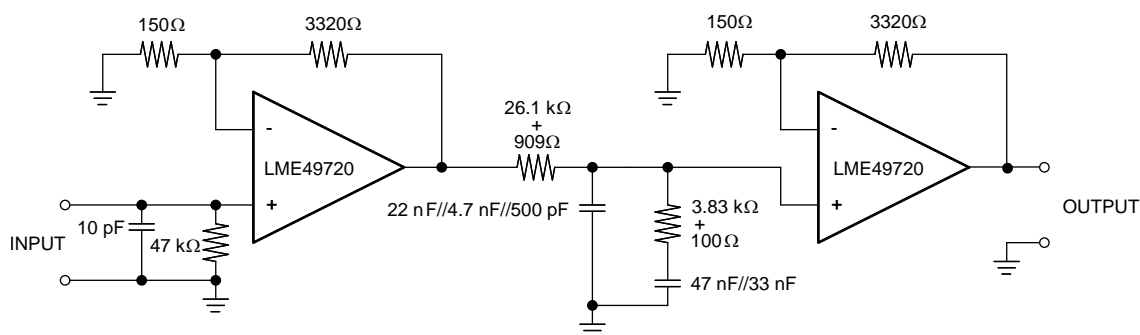 150Ω
3320Ω
150Ω
3320Ω
26.1 kΩ
+
909Ω
-
LME49720
+
-
LME49720
+
22 nF//4.7 nF//500 pF
3.83 kΩ
+
100Ω
10 pF
47 kΩ
INPUT
OUTPUT
47 nF//33 nF